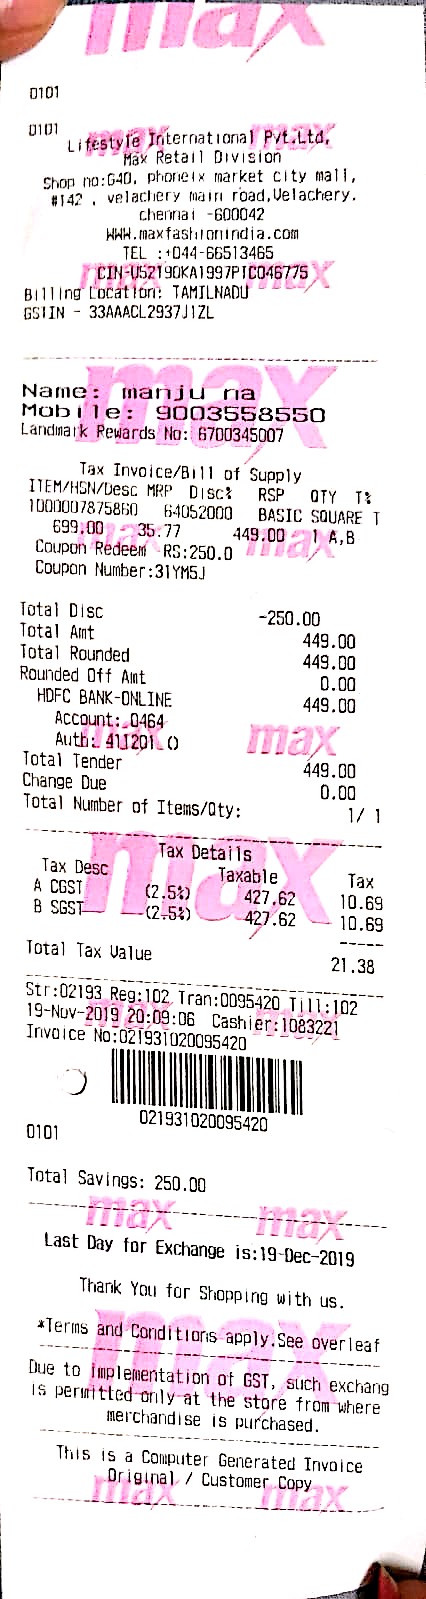 max
0101
0101
Lifestyle International Pvt.Ltd,
Max Retail Division
Shop no:G40, phoneix market city mall,
#142 , velachery main road,Velachery.
chennai -600042
WWW.maxfashionindia.com
TEL :+044-66513465
CIN-U52190KA1997PTC046775
Billing Location: TAMILNADU
GSTIN - 33AAACL2937J1ZL
Name: manju na
Mobile: 9003558550
Landmark Rewards No: 6700345007
Tax Invoice/Bill of Supply
ITEM/HSN/Desc MRP Disc% RSP QTY T%
1000007875860 64052000 BASIC SQUARE T
699.00 35.77 449.00 1 A,B
Coupon Redeem RS:250.0
Coupon Number:31YM5J
Total Disc -250.00
Total Amt 449.00
Total Rounded 449.00
Rounded Off Amt 0.00
HDFC BANK-ONLINE 449.00
Account: 0464
Auth: 411201 ()
Total Tender 449.00
Change Due 0.00
Total Number of Items/Qty: 1/ 1
Tax Details
Tax Desc Taxable Tax
A CGST (2.5%) 427.62 10.69
B SGST (2.5%) 427.62 10.69
Total Tax Value 21.38
Str:02193 Reg:102 Tran:0095420 Till:102
19-Nov-2019 20:09:06 Cashier:1083221
Invoice No:021931020095420
021931020095420
0101
Total Savings: 250.00
Last Day for Exchange is:19-Dec-2019
Thank You for Shopping with us.
*Terms and Conditions apply.See overleaf
Due to implementation of GST, such exchang
is permitted only at the store from where
merchandise is purchased.
This is a Computer Generated Invoice
Original / Customer Copy